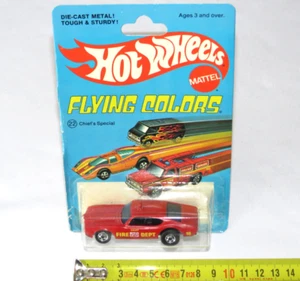 DIE-CAST METAL!
TOUGH & STURDY!
Ages 3 and over.
HOT WHEELS
MATTEL
FLYING COLORS
22 Chief's Special
FIRE DEPT
3 4 5 6 7 8 9 10 11 12 13 14